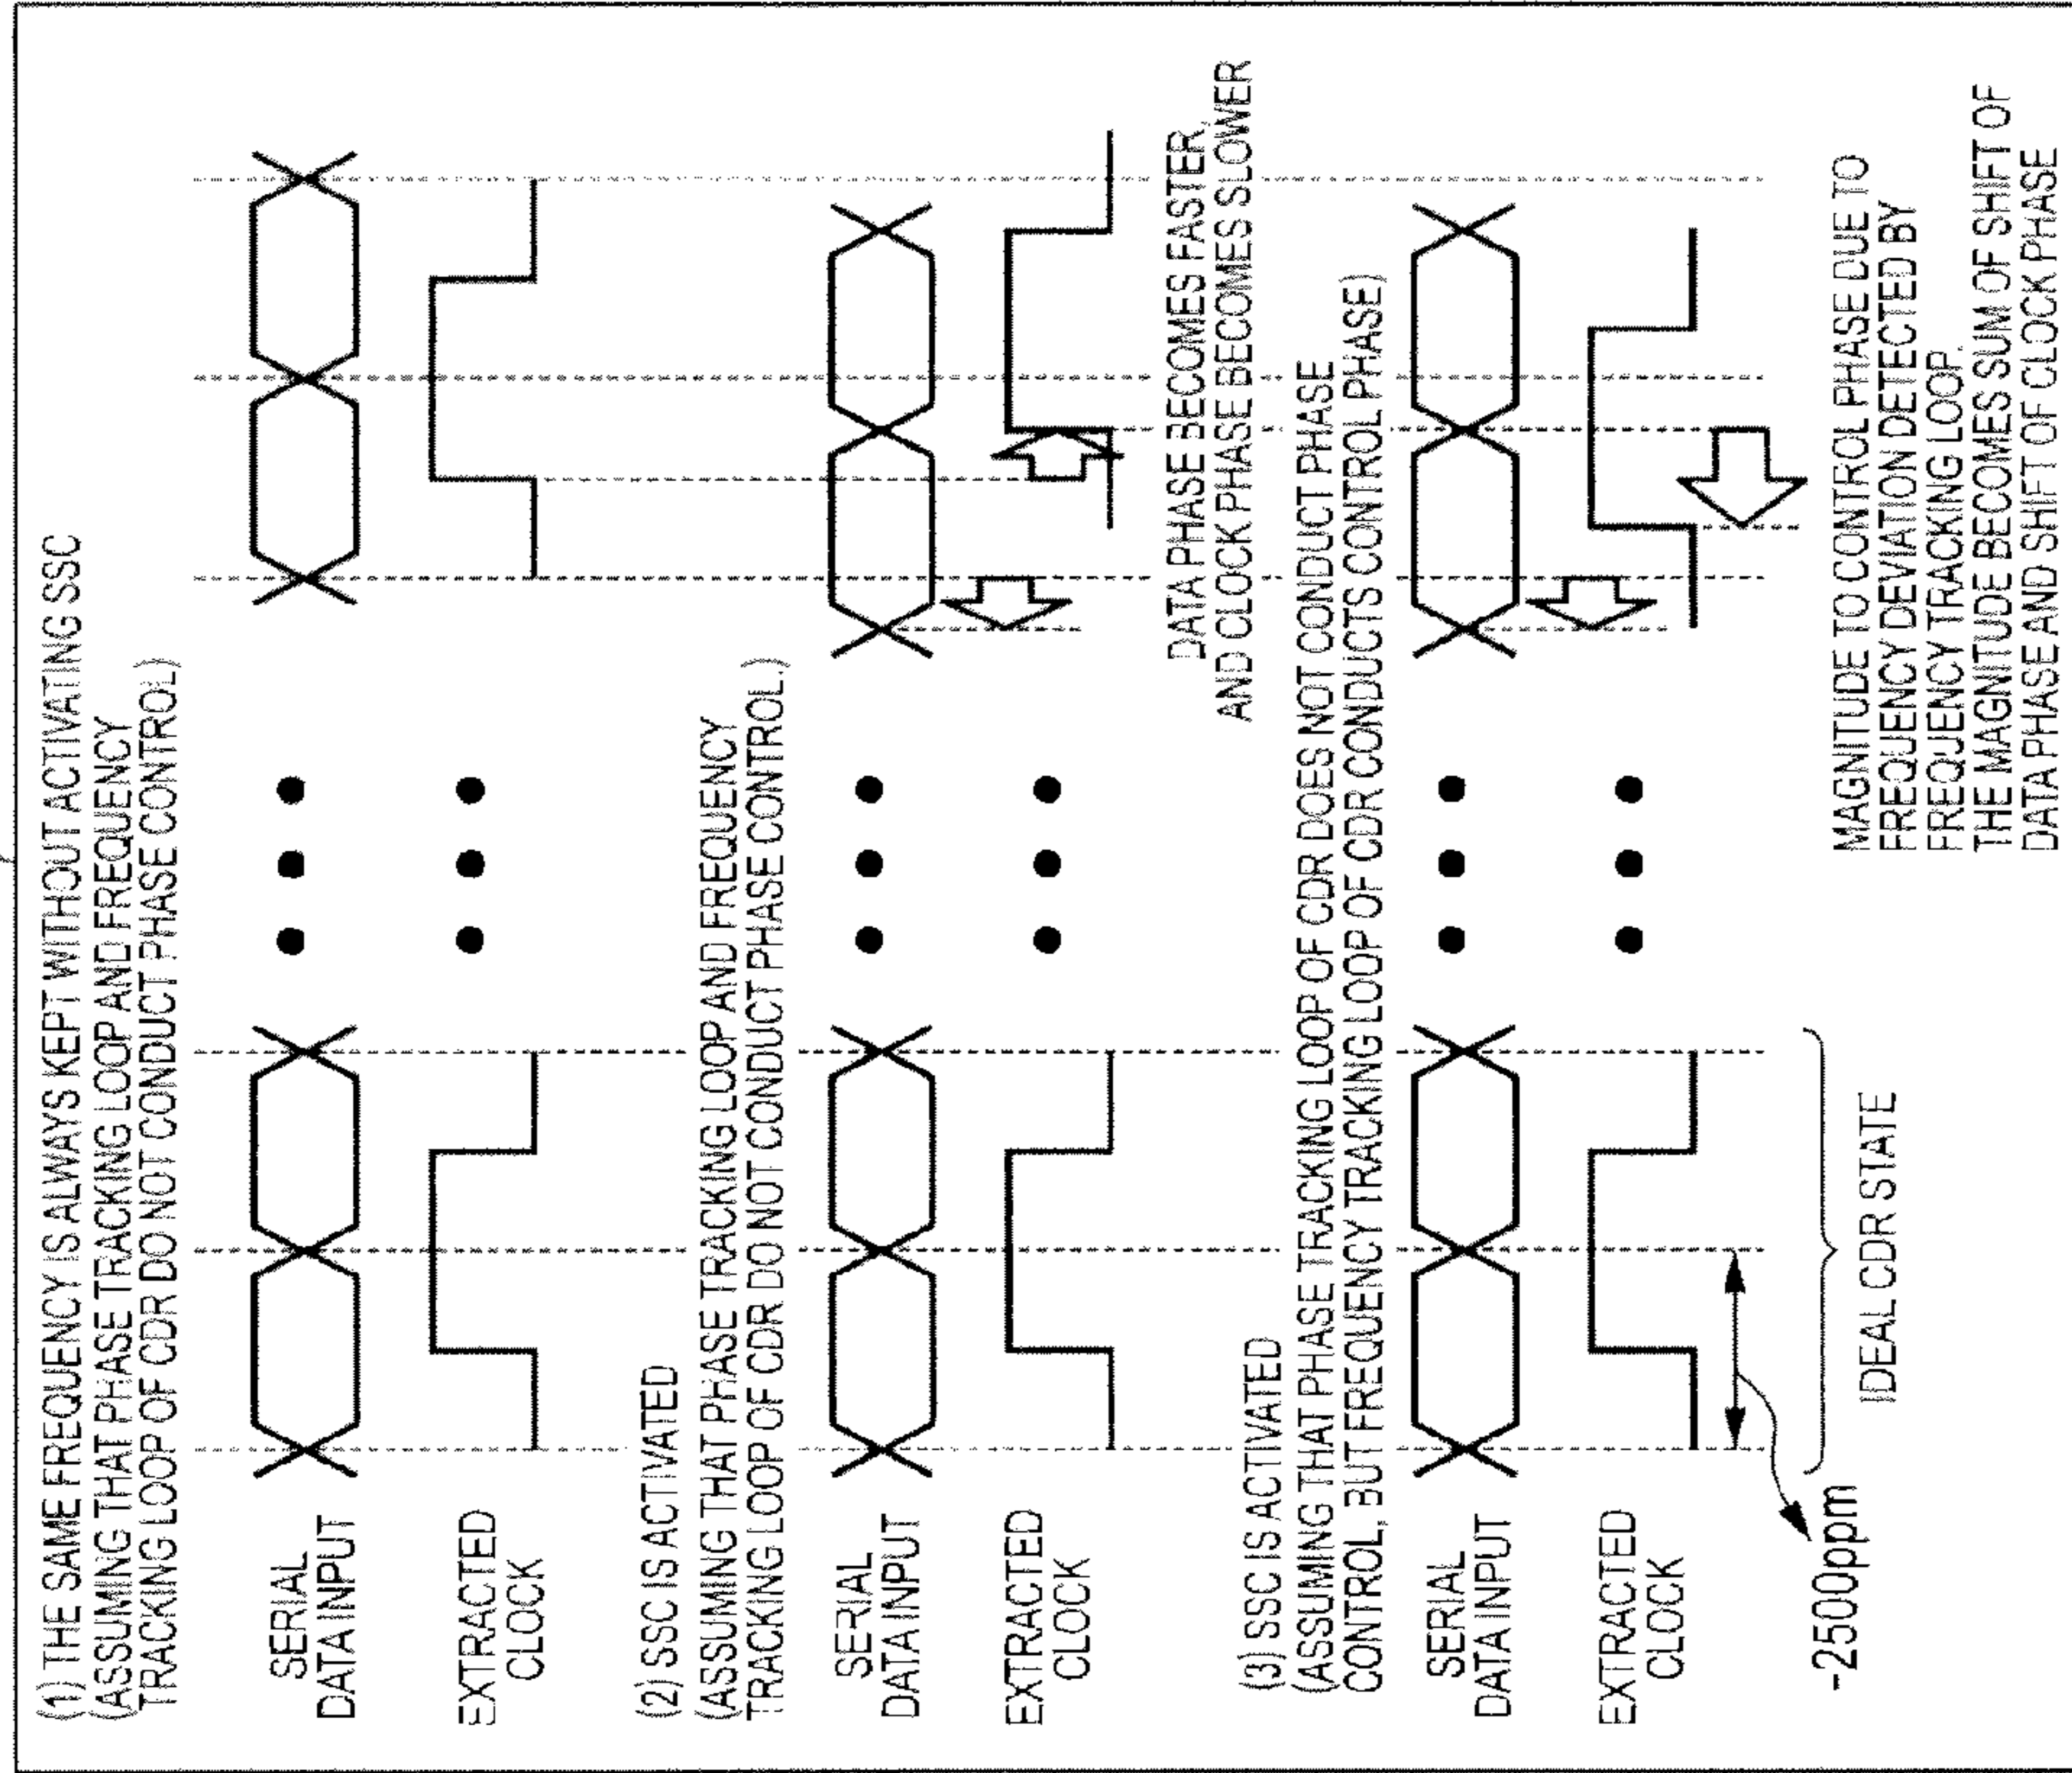 (1) THE SAME FREQUENCY IS ALWAYS KEPT WITHOUT ACTIVATING SSC
(ASSUMING THAT PHASE TRACKING LOOP AND FREQUENCY
TRACKING LOOP OF CDR DO NOT CONDUCT PHASE CONTROL)
SERIAL
DATA INPUT
EXTRACTED
CLOCK
(2) SSC IS ACTIVATED
(ASSUMING THAT PHASE TRACKING LOOP AND FREQUENCY
TRACKING LOOP OF CDR DO NOT CONDUCT PHASE CONTROL)
SERIAL
DATA INPUT
EXTRACTED
CLOCK
DATA PHASE BECOMES FASTER,
AND CLOCK PHASE BECOMES SLOWER
(3) SSC IS ACTIVATED
(ASSUMING THAT PHASE TRACKING LOOP OF CDR DOES NOT CONDUCT PHASE
CONTROL, BUT FREQUENCY TRACKING LOOP OF CDR CONDUCTS CONTROL PHASE)
SERIAL
DATA INPUT
EXTRACTED
CLOCK
-2500ppm
IDEAL CDR STATE
MAGNITUDE TO CONTROL PHASE DUE TO
FREQUENCY DEVIATION DETECTED BY
FREQUENCY TRACKING LOOP.
THE MAGNITUDE BECOMES SUM OF SHIFT OF
DATA PHASE AND SHIFT OF CLOCK PHASE